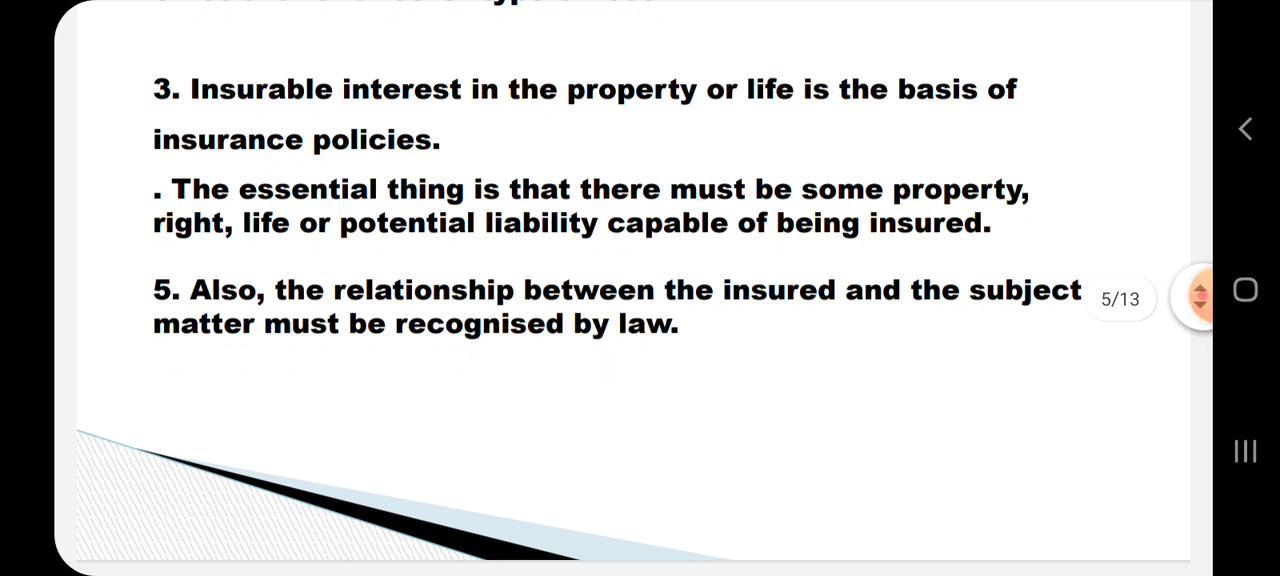 3. Insurable interest in the property or life is the basis of
insurance policies.
. The essential thing is that there must be some property,
right, life or potential liability capable of being insured.
5. Also, the relationship between the insured and the subject
matter must be recognised by law.
5/13